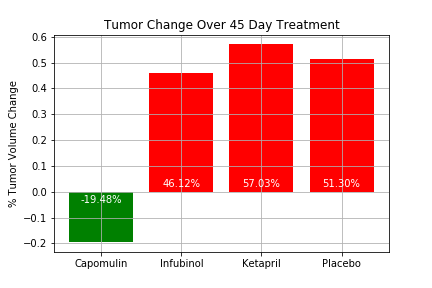 Tumor Change Over 45 Day Treatment
% Tumor Volume Change
0.6
0.5
0.4
0.3
0.2
0.1
0.0
−0.1
−0.2
-19.48%
46.12%
57.03%
51.30%
Capomulin
Infubinol
Ketapril
Placebo